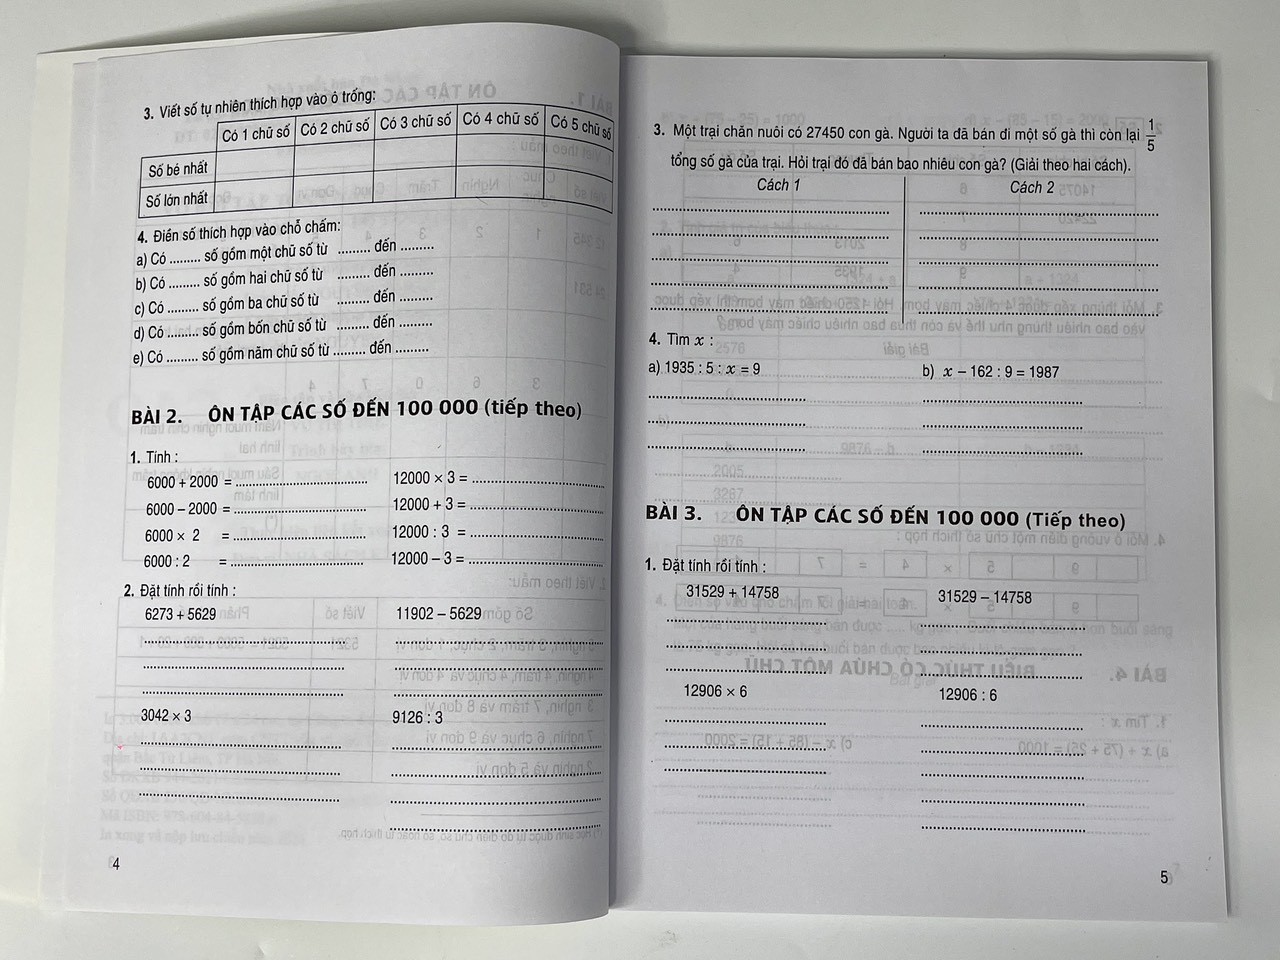 3. Viết số tự nhiên thích hợp vào ô trống:
Có 1 chữ số Có 2 chữ số Có 3 chữ số Có 4 chữ số Có 5 chữ số
Số bé nhất
Số lớn nhất
4. Điền số thích hợp vào chỗ chấm:
a) Có ......... số gồm một chữ số từ ......... đến .........
b) Có ......... số gồm hai chữ số từ ......... đến .........
c) Có ......... số gồm ba chữ số từ ......... đến .........
d) Có ......... số gồm bốn chữ số từ ......... đến .........
e) Có ......... số gồm năm chữ số từ ......... đến .........
BÀI 2. ÔN TẬP CÁC SỐ ĐẾN 100 000 (tiếp theo)
1. Tính :
6000 + 2000 = .................................... 12000 × 3 = ....................................
6000 – 2000 = .................................... 12000 + 3 = ....................................
6000 × 2 = .................................... 12000 : 3 = ....................................
6000 : 2 = .................................... 12000 – 3 = ....................................
2. Đặt tính rồi tính :
6273 + 5629 11902 – 5629
3042 × 3 9126 : 3
4
3. Một trại chăn nuôi có 27450 con gà. Người ta đã bán di một số gà thì còn lại 1/5
tổng số gà của trại. Hỏi trại đó đã bán bao nhiêu con gà? (Giải theo hai cách).
Cách 1 Cách 2
4. Tìm x :
a) 1935 : 5 : x = 9 b) x – 162 : 9 = 1987
BÀI 3. ÔN TẬP CÁC SỐ ĐẾN 100 000 (Tiếp theo)
1. Đặt tính rồi tính :
31529 + 14758 31529 – 14758
12906 × 6 12906 : 6
5